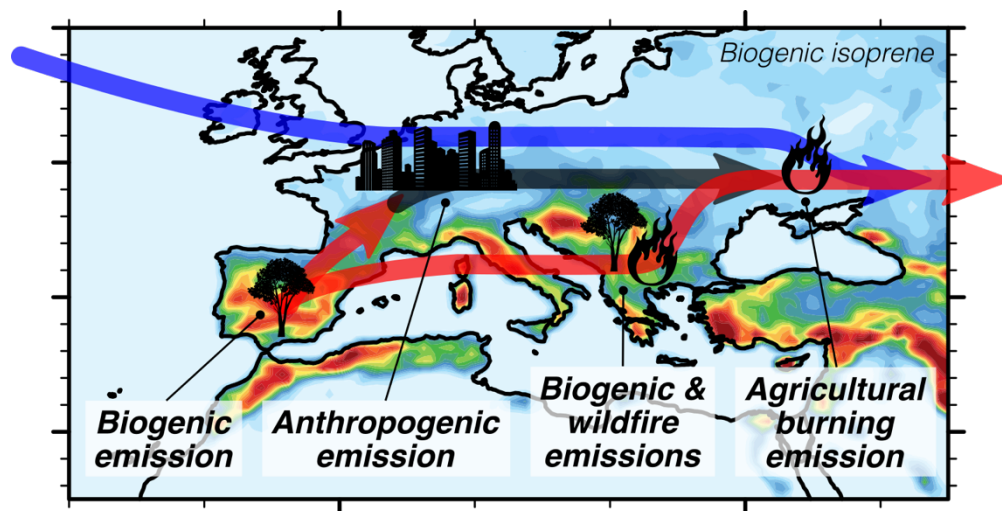 Biogenic isoprene
Biogenic
emission
Anthropogenic
emission
Biogenic &
wildfire
emissions
Agricultural
burning
emission